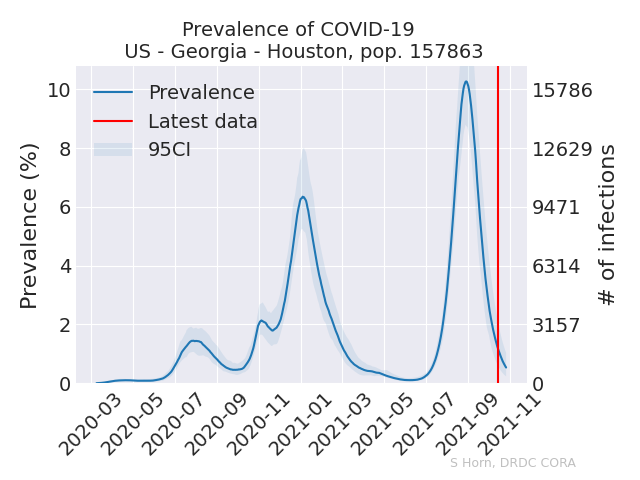 Prevalence of COVID-19
US - Georgia - Houston, pop. 157863
Prevalence (%)
10
8
6
4
2
0
Prevalence
Latest data
95CI
15786
12629
9471
6314
3157
0
# of infections
2020-03
2020-05
2020-07
2020-09
2020-11
2021-01
2021-03
2021-05
2021-07
2021-09
2021-11
S Horn, DRDC CORA